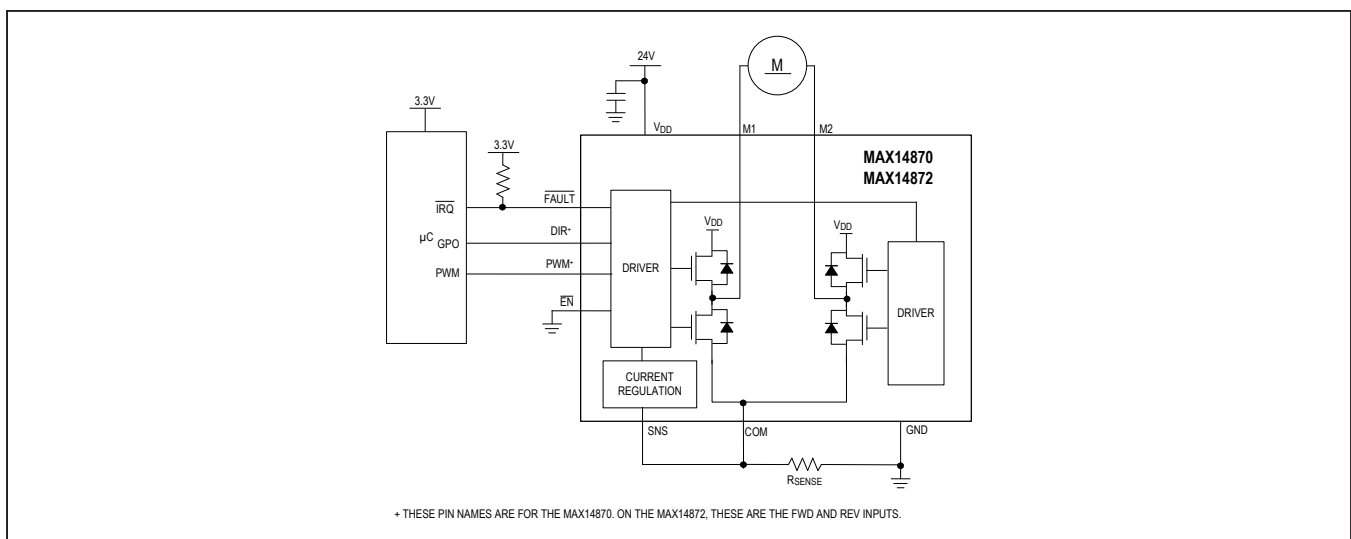 24V
M
3.3V
VDD
M1
M2
3.3V
MAX14870
MAX14872
FAULT
IRQ
VDD
VDD
DIR+
µC GPO
PWM+
PWM
DRIVER
EN
DRIVER
CURRENT
REGULATION
SNS
COM
GND
RSENSE
+ THESE PIN NAMES ARE FOR THE MAX14870. ON THE MAX14872, THESE ARE THE FWD AND REV INPUTS.